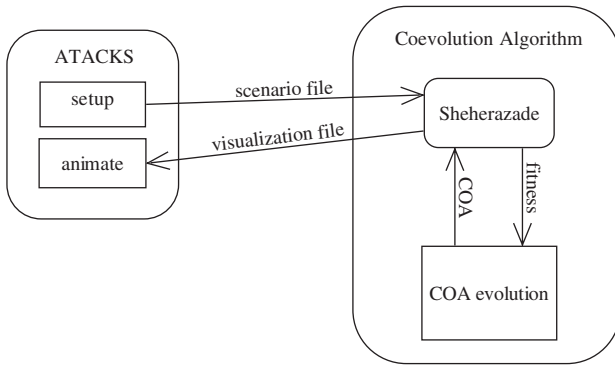 Coevolution Algorithm
ATACKS
setup
scenario file
Sheherazade
visualization file
animate
COA
fitness
COA evolution